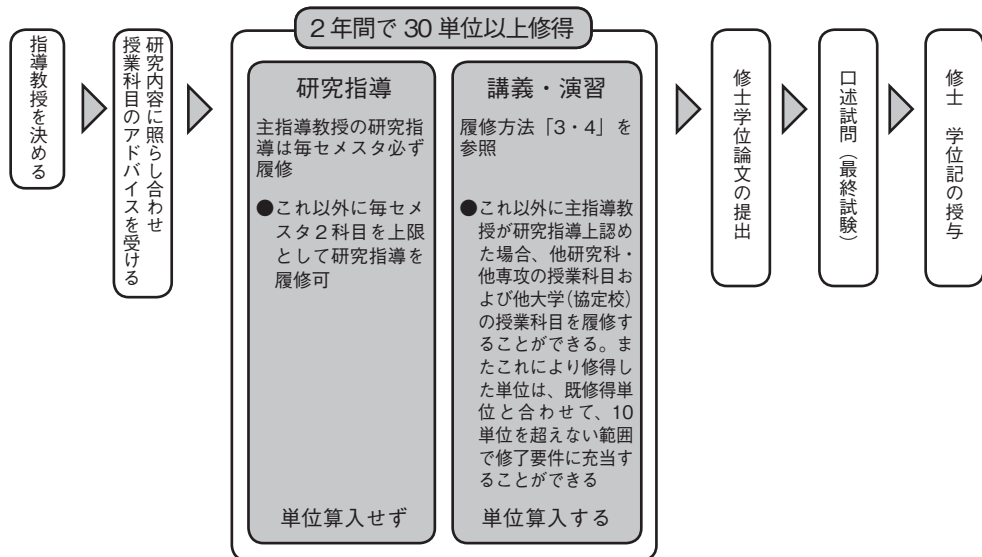 指導教授を決める
研究内容に照らし合わせ
授業科目のアドバイスを受ける
2年間で30単位以上修得
研究指導
主指導教授の研究指
導は毎セメスタ必ず
履修
●これ以外に毎セメ
スタ2科目を上限
として研究指導を
履修可
単位算入せず
講義・演習
履修方法「3・4」を
参照
●これ以外に主指導教
授が研究指導上認め
た場合、他研究科・
他専攻の授業科目お
よび他大学(協定校)
の授業科目を履修す
ることができる。ま
たこれにより修得し
た単位は、既修得単
位と合わせて、10
単位を超えない範囲
で修了要件に充当す
ることができる
単位算入する
修士学位論文の提出
口述試問(最終試験)
修士 学位記の授与